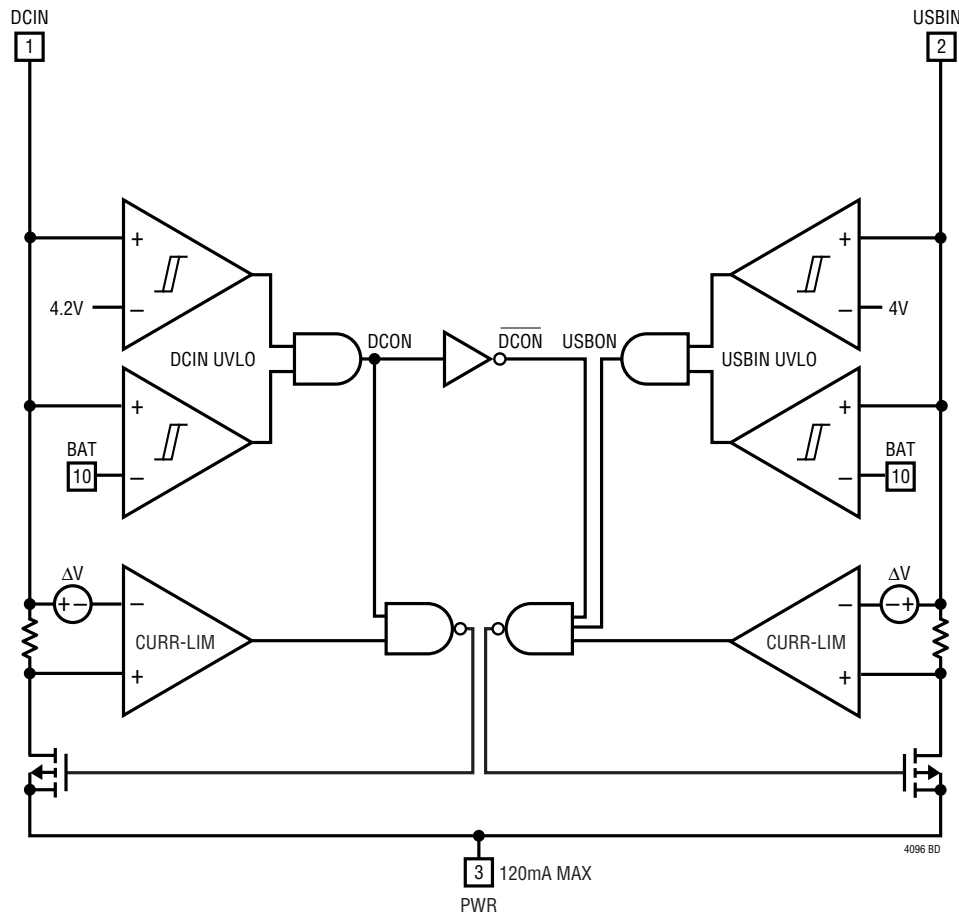 DCIN
1
USBIN
2
+
4.2V
−
+
4V
−
DCIN UVLO
DCON
D̅C̅O̅N̅
USBON
USBIN UVLO
+
BAT
10
−
+
BAT
10
−
ΔV
+−
−
CURR-LIM
+
ΔV
−+
−
CURR-LIM
+
4096 BD
3
120mA MAX
PWR